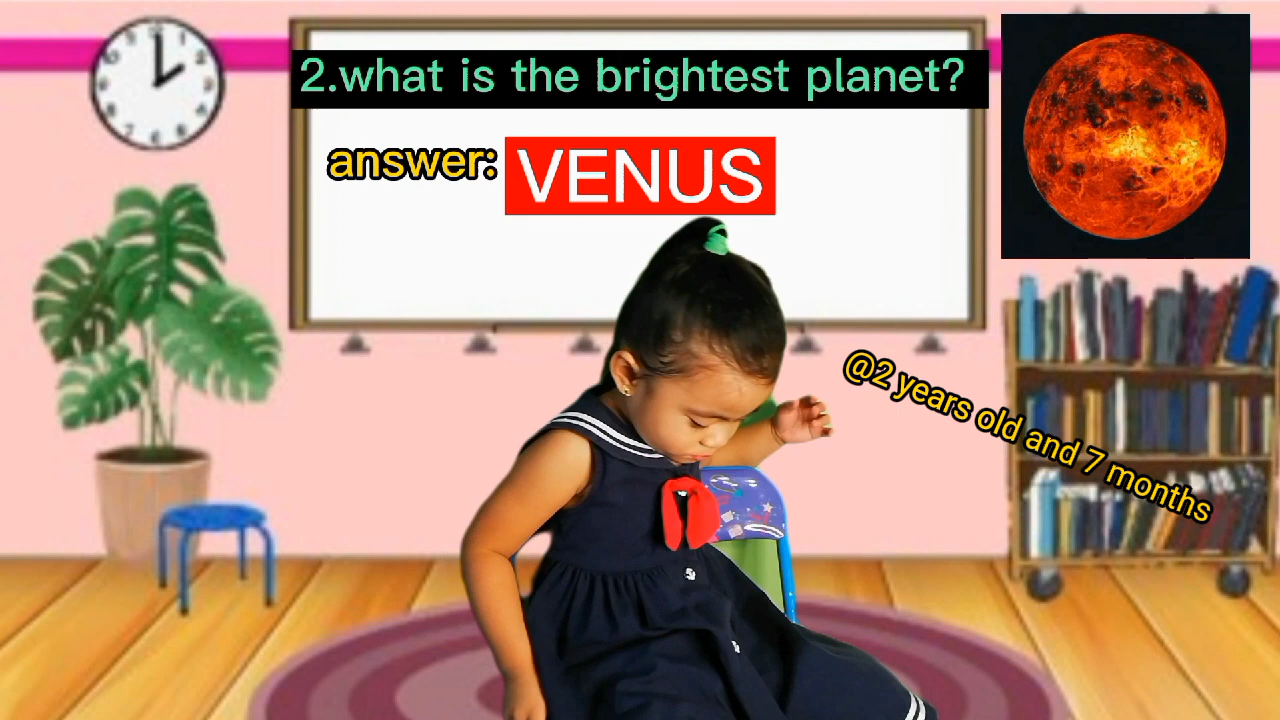 2.what is the brightest planet?
answer: VENUS
@2 years old and 7 months